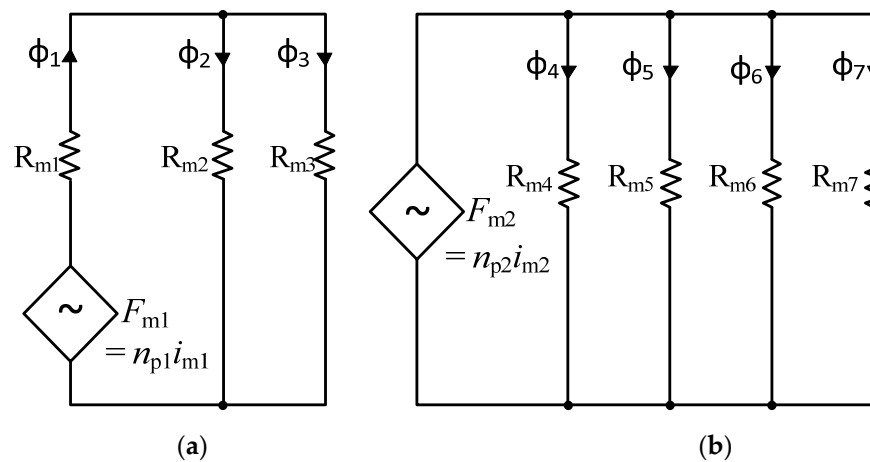 ϕ1
ϕ2
ϕ3
Rm1
Rm2
Rm3
~
Fm1
= np1im1
(a)
ϕ4
ϕ5
ϕ6
ϕ7
Rm4
Rm5
Rm6
Rm7
~
Fm2
= np2im2
(b)